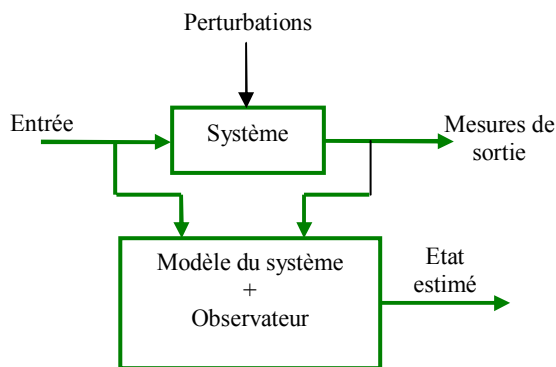 Perturbations
Entrée
Système
Mesures de
sortie
Modèle du système
+
Observateur
Etat
estimé